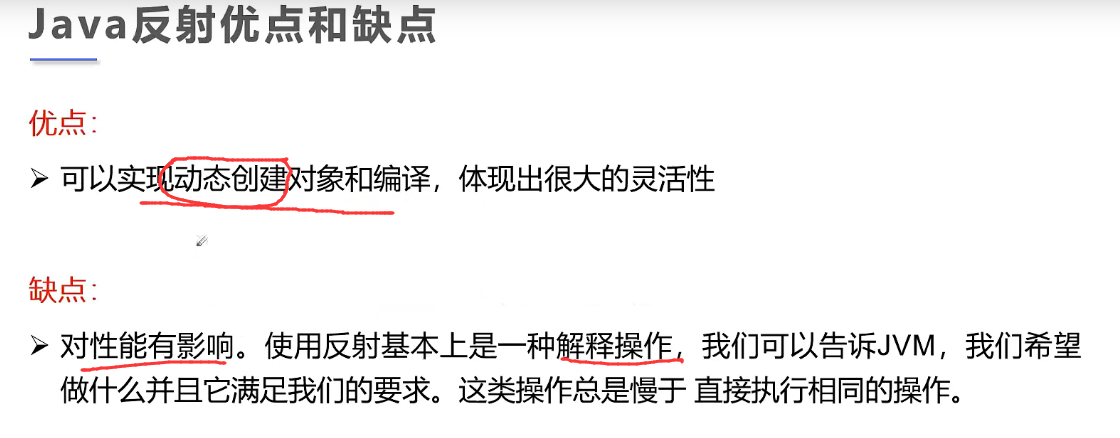 Java反射优点和缺点
优点：
可以实现动态创建对象和编译，体现出很大的灵活性
缺点：
对性能有影响。使用反射基本上是一种解释操作，我们可以告诉JVM，我们希望
做什么并且它满足我们的要求。这类操作总是慢于 直接执行相同的操作。